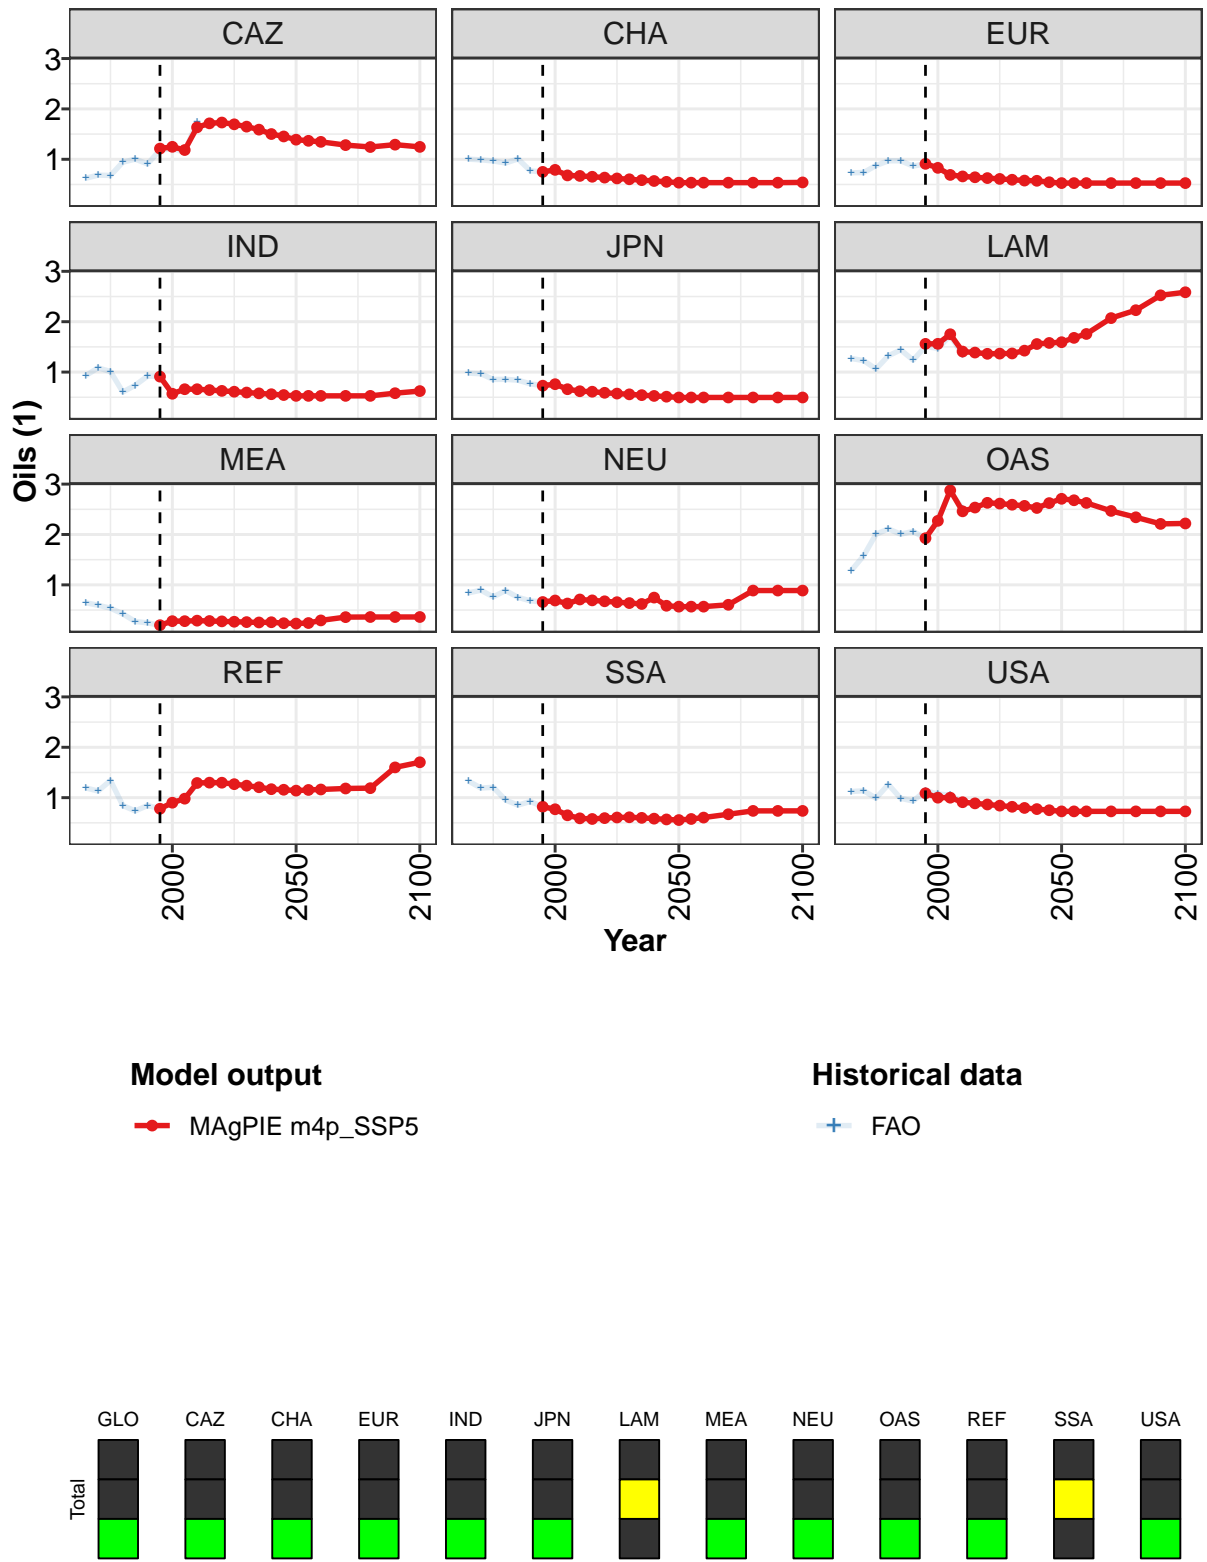 CAZ CHA EUR
3
2
1
IND JPN LAM
3
2
1
MEA NEU OAS
3
2
1
REF SSA USA
3
2
1
Oils (1)
2000 2050 2100 2000 2050 2100 2000 2050 2100
Year
Model output Historical data
MAgPIE m4p_SSP5 FAO
GLO CAZ CHA EUR IND JPN LAM MEA NEU OAS REF SSA USA
Total